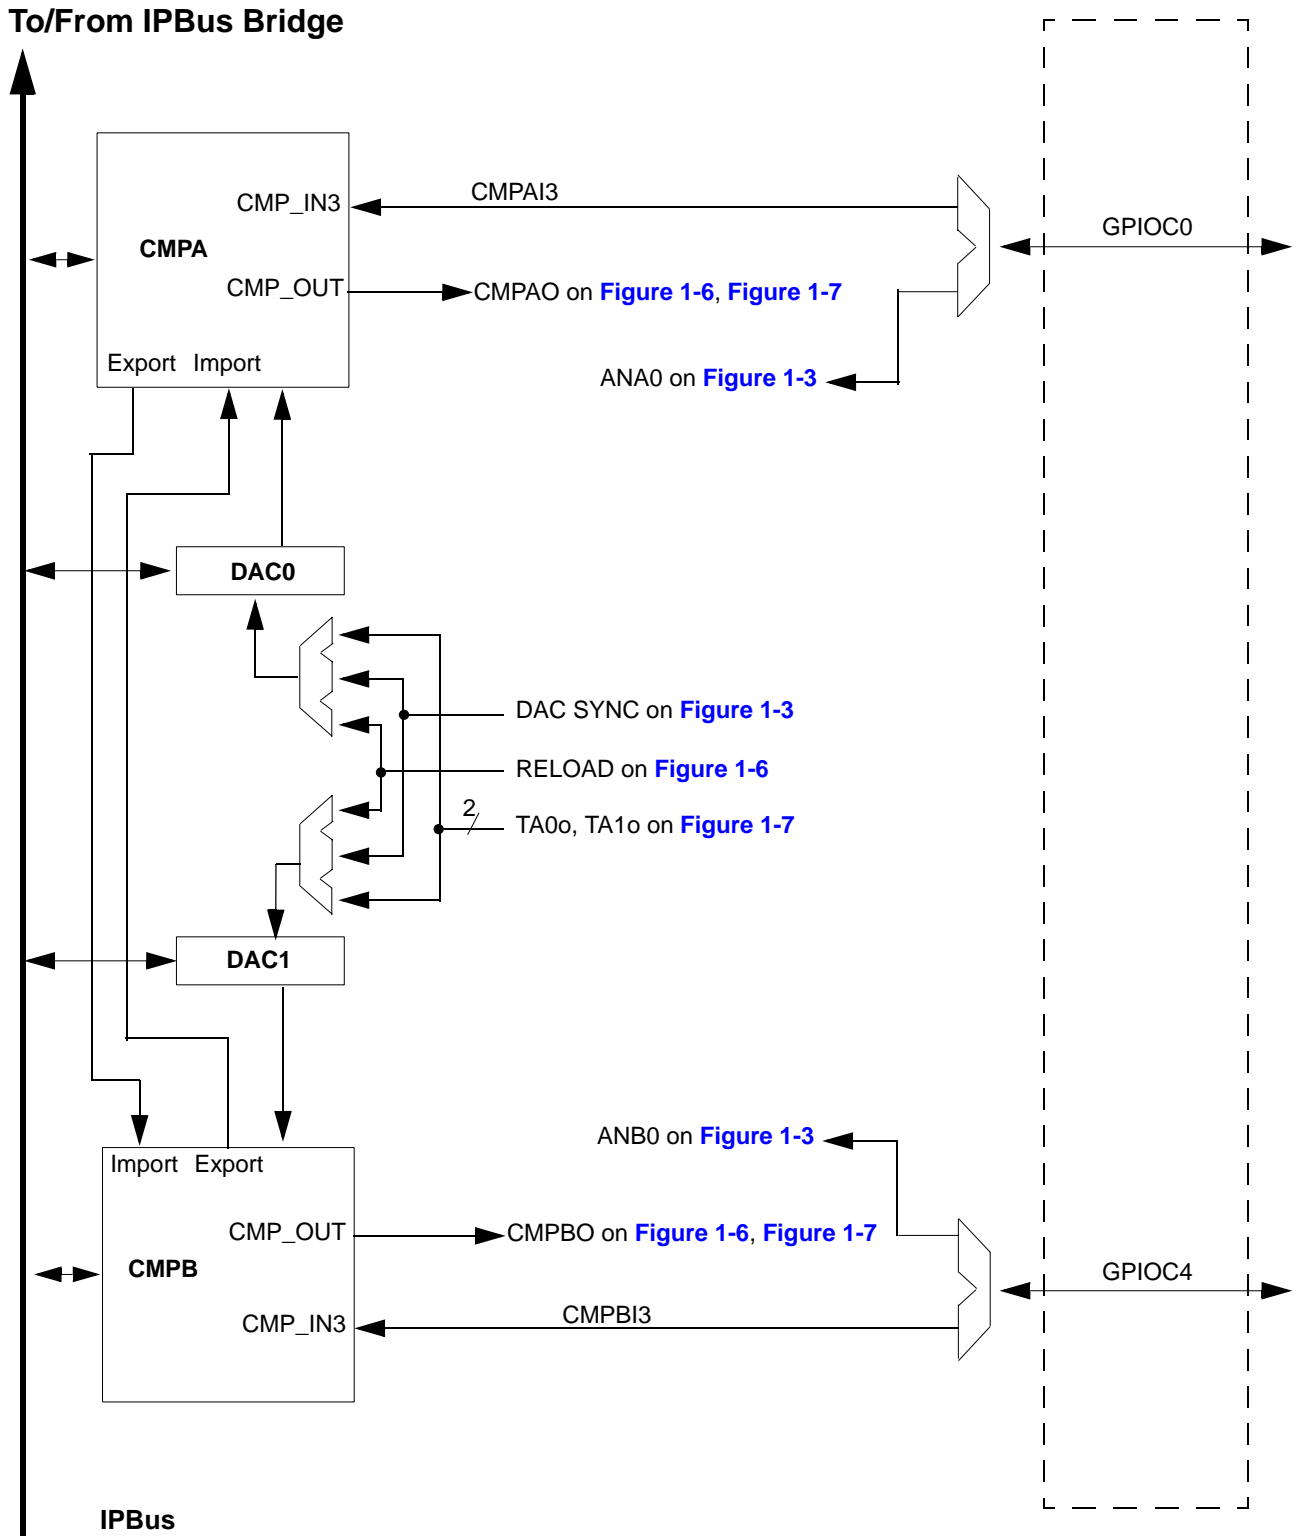 To/From IPBus Bridge
CMP_IN3
CMPAI3
GPIOC0
CMPA
CMP_OUT
CMPAO on Figure 1-6, Figure 1-7
Export Import
ANA0 on Figure 1-3
DAC0
DAC SYNC on Figure 1-3
RELOAD on Figure 1-6
2
TA0o, TA1o on Figure 1-7
DAC1
ANB0 on Figure 1-3
Import Export
CMP_OUT
CMPBO on Figure 1-6, Figure 1-7
CMPB
GPIOC4
CMP_IN3
CMPBI3
IPBus